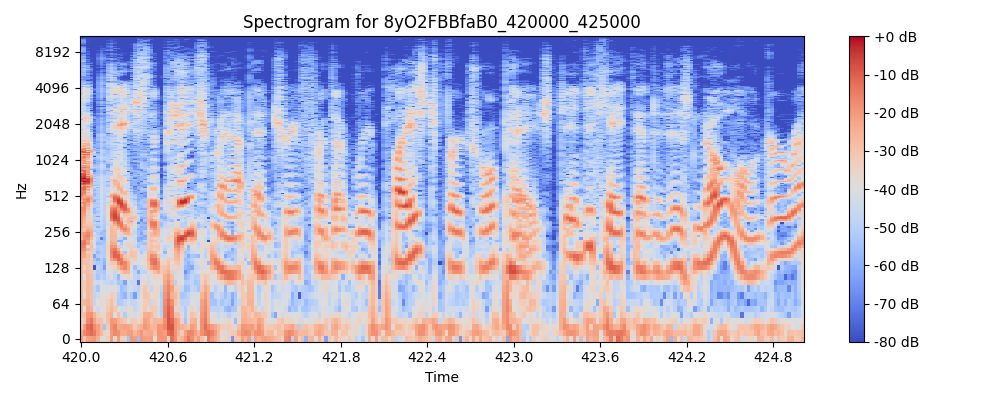 Spectrogram for 8yO2FBBfaB0_420000_425000
8192
4096
2048
1024
512
256
128
64
0
Hz
420.0 420.6 421.2 421.8 422.4 423.0 423.6 424.2 424.8
Time
+0 dB
-10 dB
-20 dB
-30 dB
-40 dB
-50 dB
-60 dB
-70 dB
-80 dB